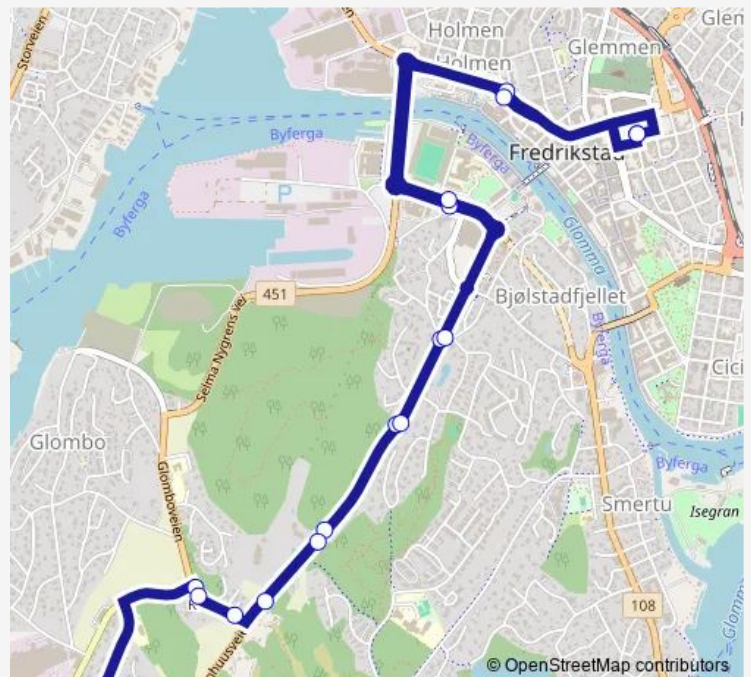 Storveien
Holmen
Holmen
Glemmen
Byferga
Byferga
Fredrikstad
P
Byferga
Glomma
451
Bjølstadfjellet
Byferga
Selma Nygrens vei
Cici
Glombo
Byferga
Glomboveien
Smertu
Isegran
108
© OpenStreetMap contributors